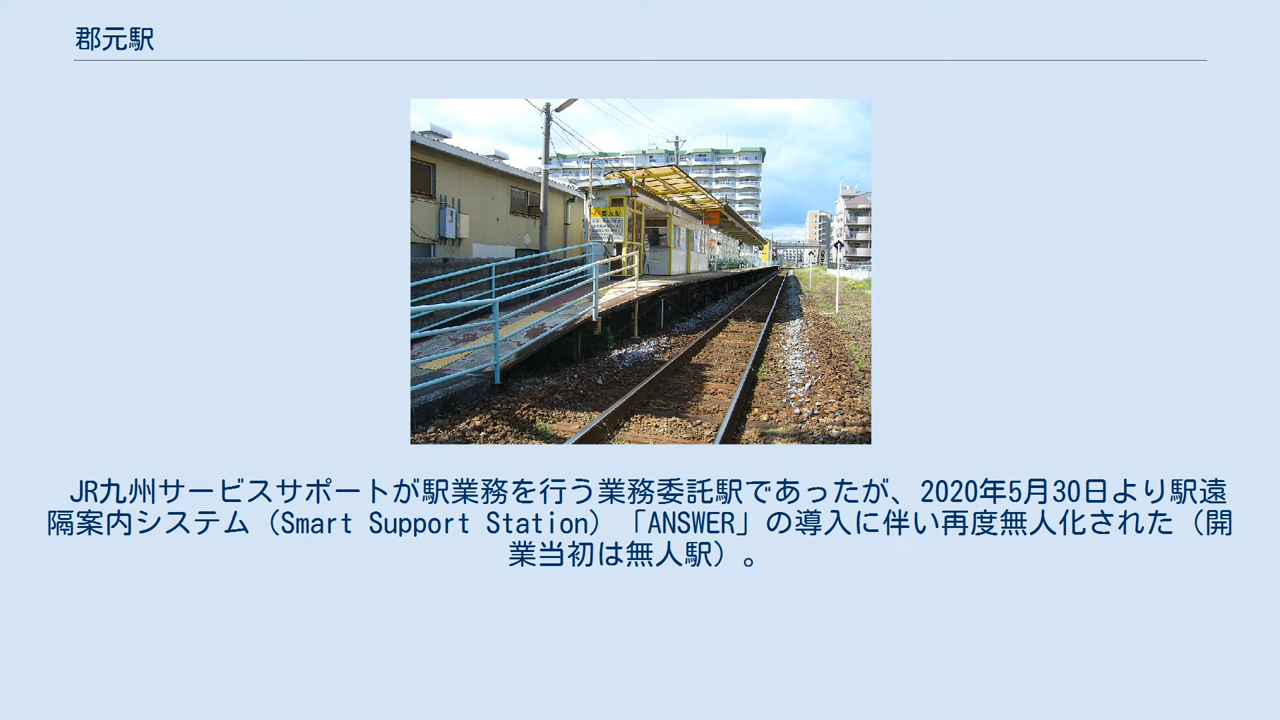 郡元駅
郡元駅
JR九州サービスサポートが駅業務を行う業務委託駅であったが、2020年5月30日より駅遠
隔案内システム（Smart Support Station）「ANSWER」の導入に伴い再度無人化された（開
業当初は無人駅）。